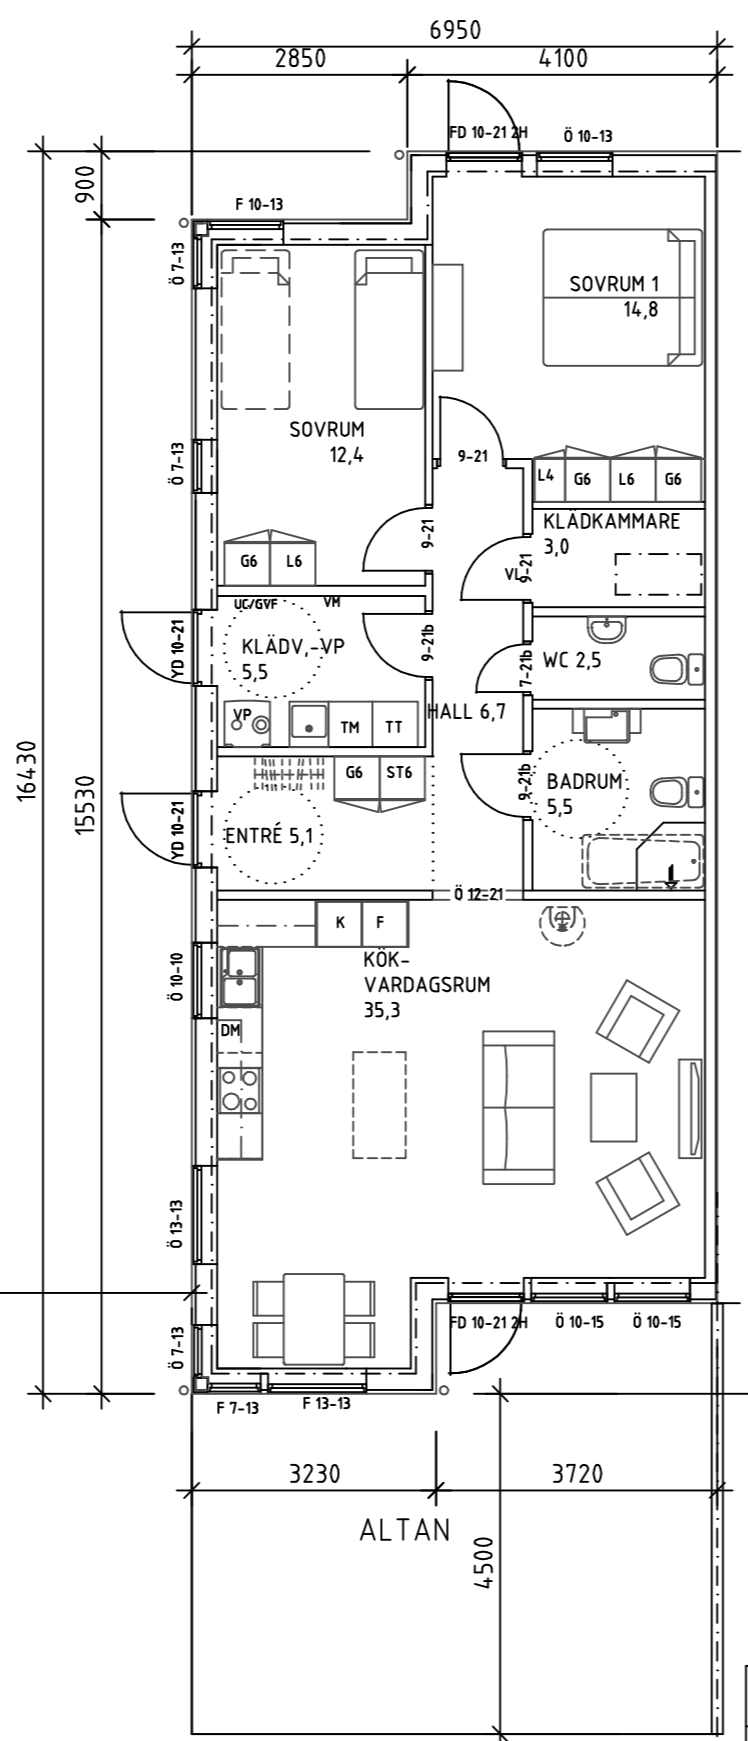 6950
2850
4100
FD 10-21 2H
Ö 10-13
900
F 10-13
Ö 7-13
SOVRUM 1
14,8
SOVRUM
12,4
Ö 7-13
9-21
L4
G6
L6
G6
9-21
KLÄDKAMMARE
3,0
9-21
VL
G6
L6
UC/GVF
VM
YD 10-21
KLÄDV,-VP
5,5
9-21b
7-21b
WC 2,5
VP
TM
TT
HALL 6,7
16430
15530
G6
ST6
9-21b
BADRUM
5,5
YD 10-21
ENTRÉ 5,1
Ö 12-21
K
F
Ö 10-10
KÖK-
VARDAGSRUM
35,3
DM
Ö 13-13
Ö 7-13
FD 10-21 2H
Ö 10-15
Ö 10-15
F 7-13
F 13-13
3230
3720
ALTAN
4500